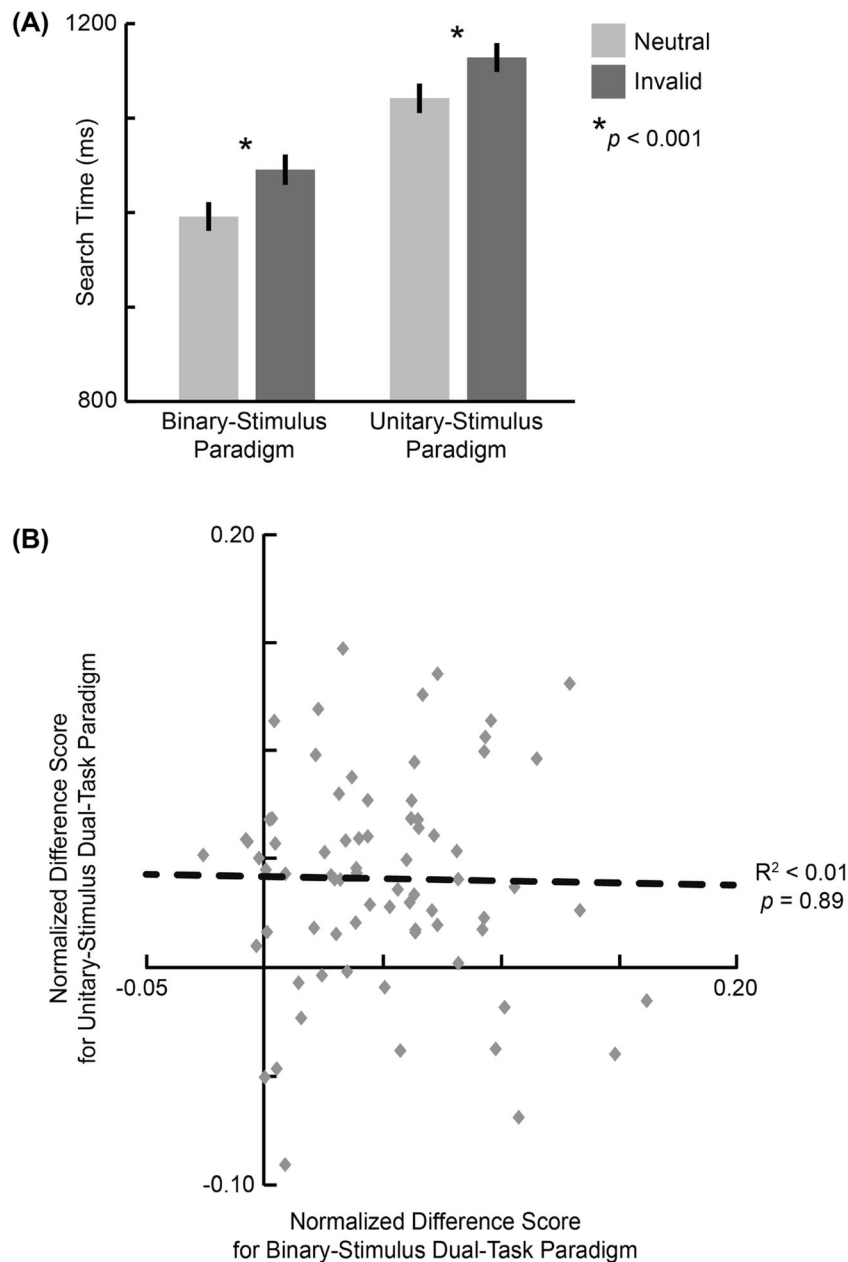 (A)
1200
Search Time (ms)
800
*
*
Neutral
Invalid
* p < 0.001
Binary-Stimulus
Paradigm
Unitary-Stimulus
Paradigm
(B)
0.20
Normalized Difference Score
for Unitary-Stimulus Dual-Task Paradigm
R² < 0.01
p = 0.89
-0.05
0.20
-0.10
Normalized Difference Score
for Binary-Stimulus Dual-Task Paradigm